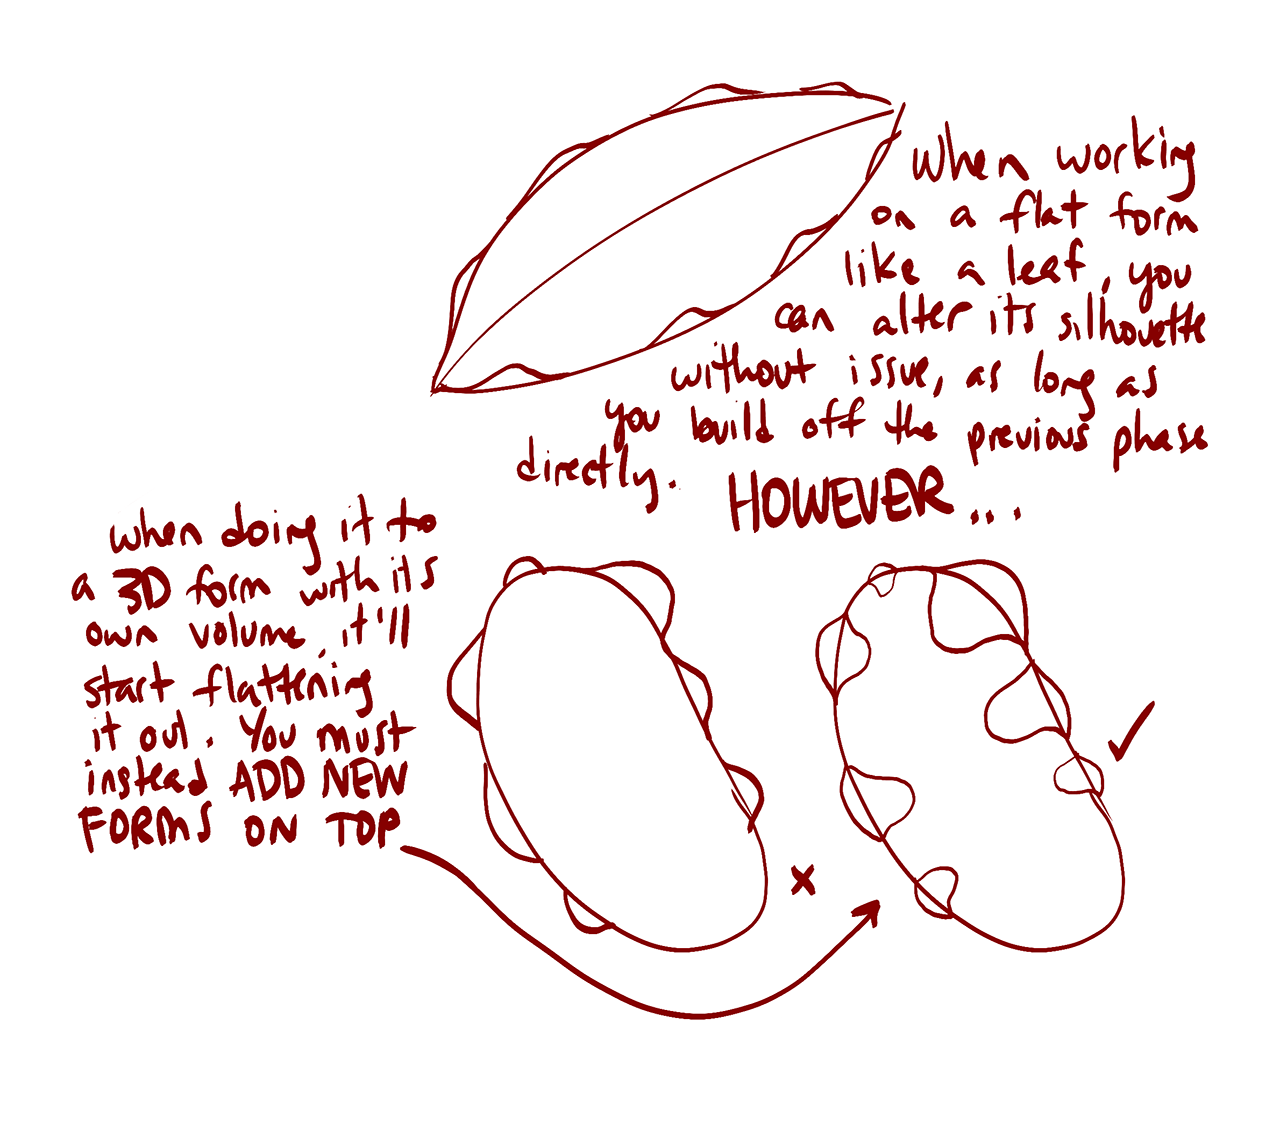 When working
on a flat form
like a leaf, you
can alter its silhouette
without issue, as long as
you build off the previous phase
directly.
HOWEVER...
when doing it to
a 3D form with its
own volume, it'll
start flattening
it out. You must
instead ADD NEW
FORMS ON TOP